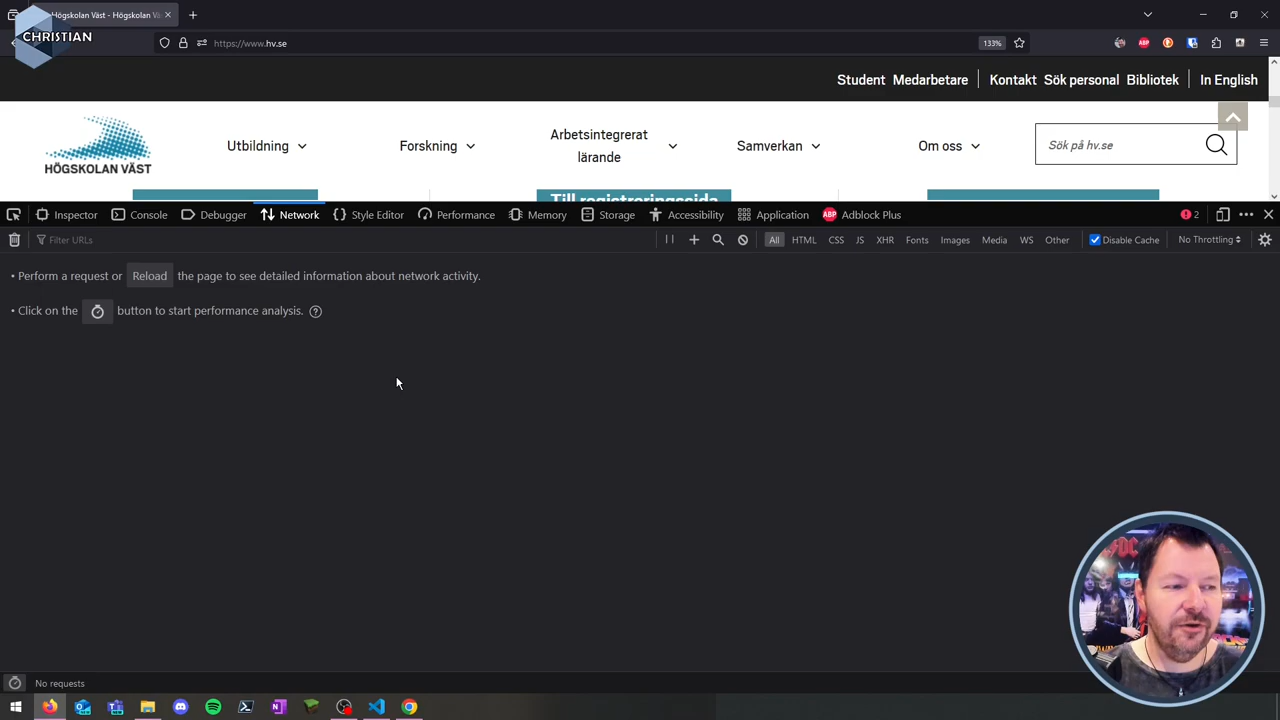 Högskolan Väst - Högskolan Vä
CHRISTIAN
https://www.hv.se
133%
Student Medarbetare Kontakt Sök personal Bibliotek In English
HÖGSKOLAN VÄST
Utbildning
Forskning
Arbetsintegrerat
lärande
Samverkan
Om oss
Sök på hv.se
Till registreringssida
Inspector Console Debugger Network Style Editor Performance Memory Storage Accessibility Application ABP Adblock Plus 2
Filter URLs All HTML CSS JS XHR Fonts Images Media WS Other Disable Cache No Throttling
• Perform a request or Reload the page to see detailed information about network activity.
• Click on the button to start performance analysis. ?
No requests